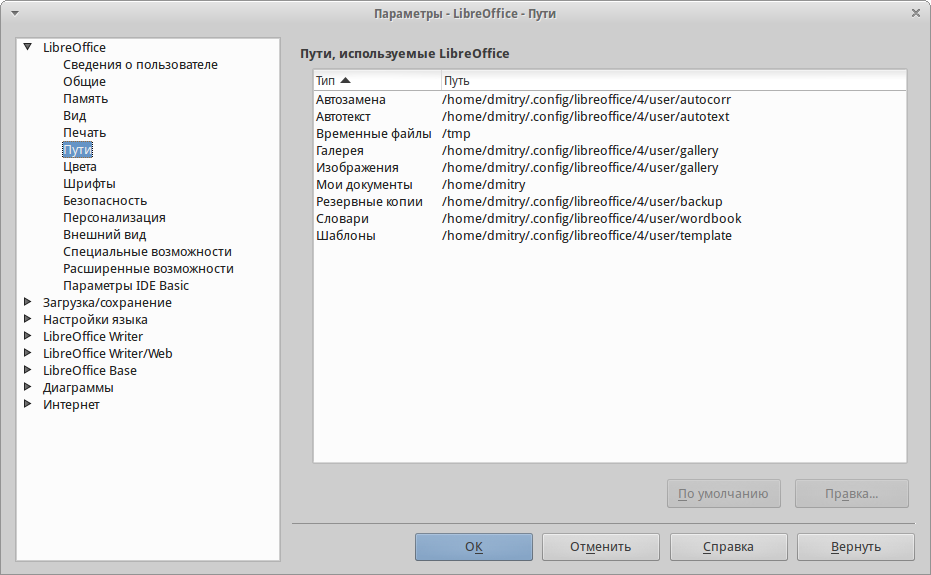 Параметры - LibreOffice - Пути
LibreOffice
Сведения о пользователе
Общие
Память
Вид
Печать
Пути
Цвета
Шрифты
Безопасность
Персонализация
Внешний вид
Специальные возможности
Расширенные возможности
Параметры IDE Basic
Загрузка/сохранение
Настройки языка
LibreOffice Writer
LibreOffice Writer/Web
LibreOffice Base
Диаграммы
Интернет
Пути, используемые LibreOffice
Тип Путь
Автозамена /home/dmitry/.config/libreoffice/4/user/autocorr
Автотекст /home/dmitry/.config/libreoffice/4/user/autotext
Временные файлы /tmp
Галерея /home/dmitry/.config/libreoffice/4/user/gallery
Изображения /home/dmitry/.config/libreoffice/4/user/gallery
Мои документы /home/dmitry
Резервные копии /home/dmitry/.config/libreoffice/4/user/backup
Словари /home/dmitry/.config/libreoffice/4/user/wordbook
Шаблоны /home/dmitry/.config/libreoffice/4/user/template
По умолчанию Правка...
OK Отменить Справка Вернуть